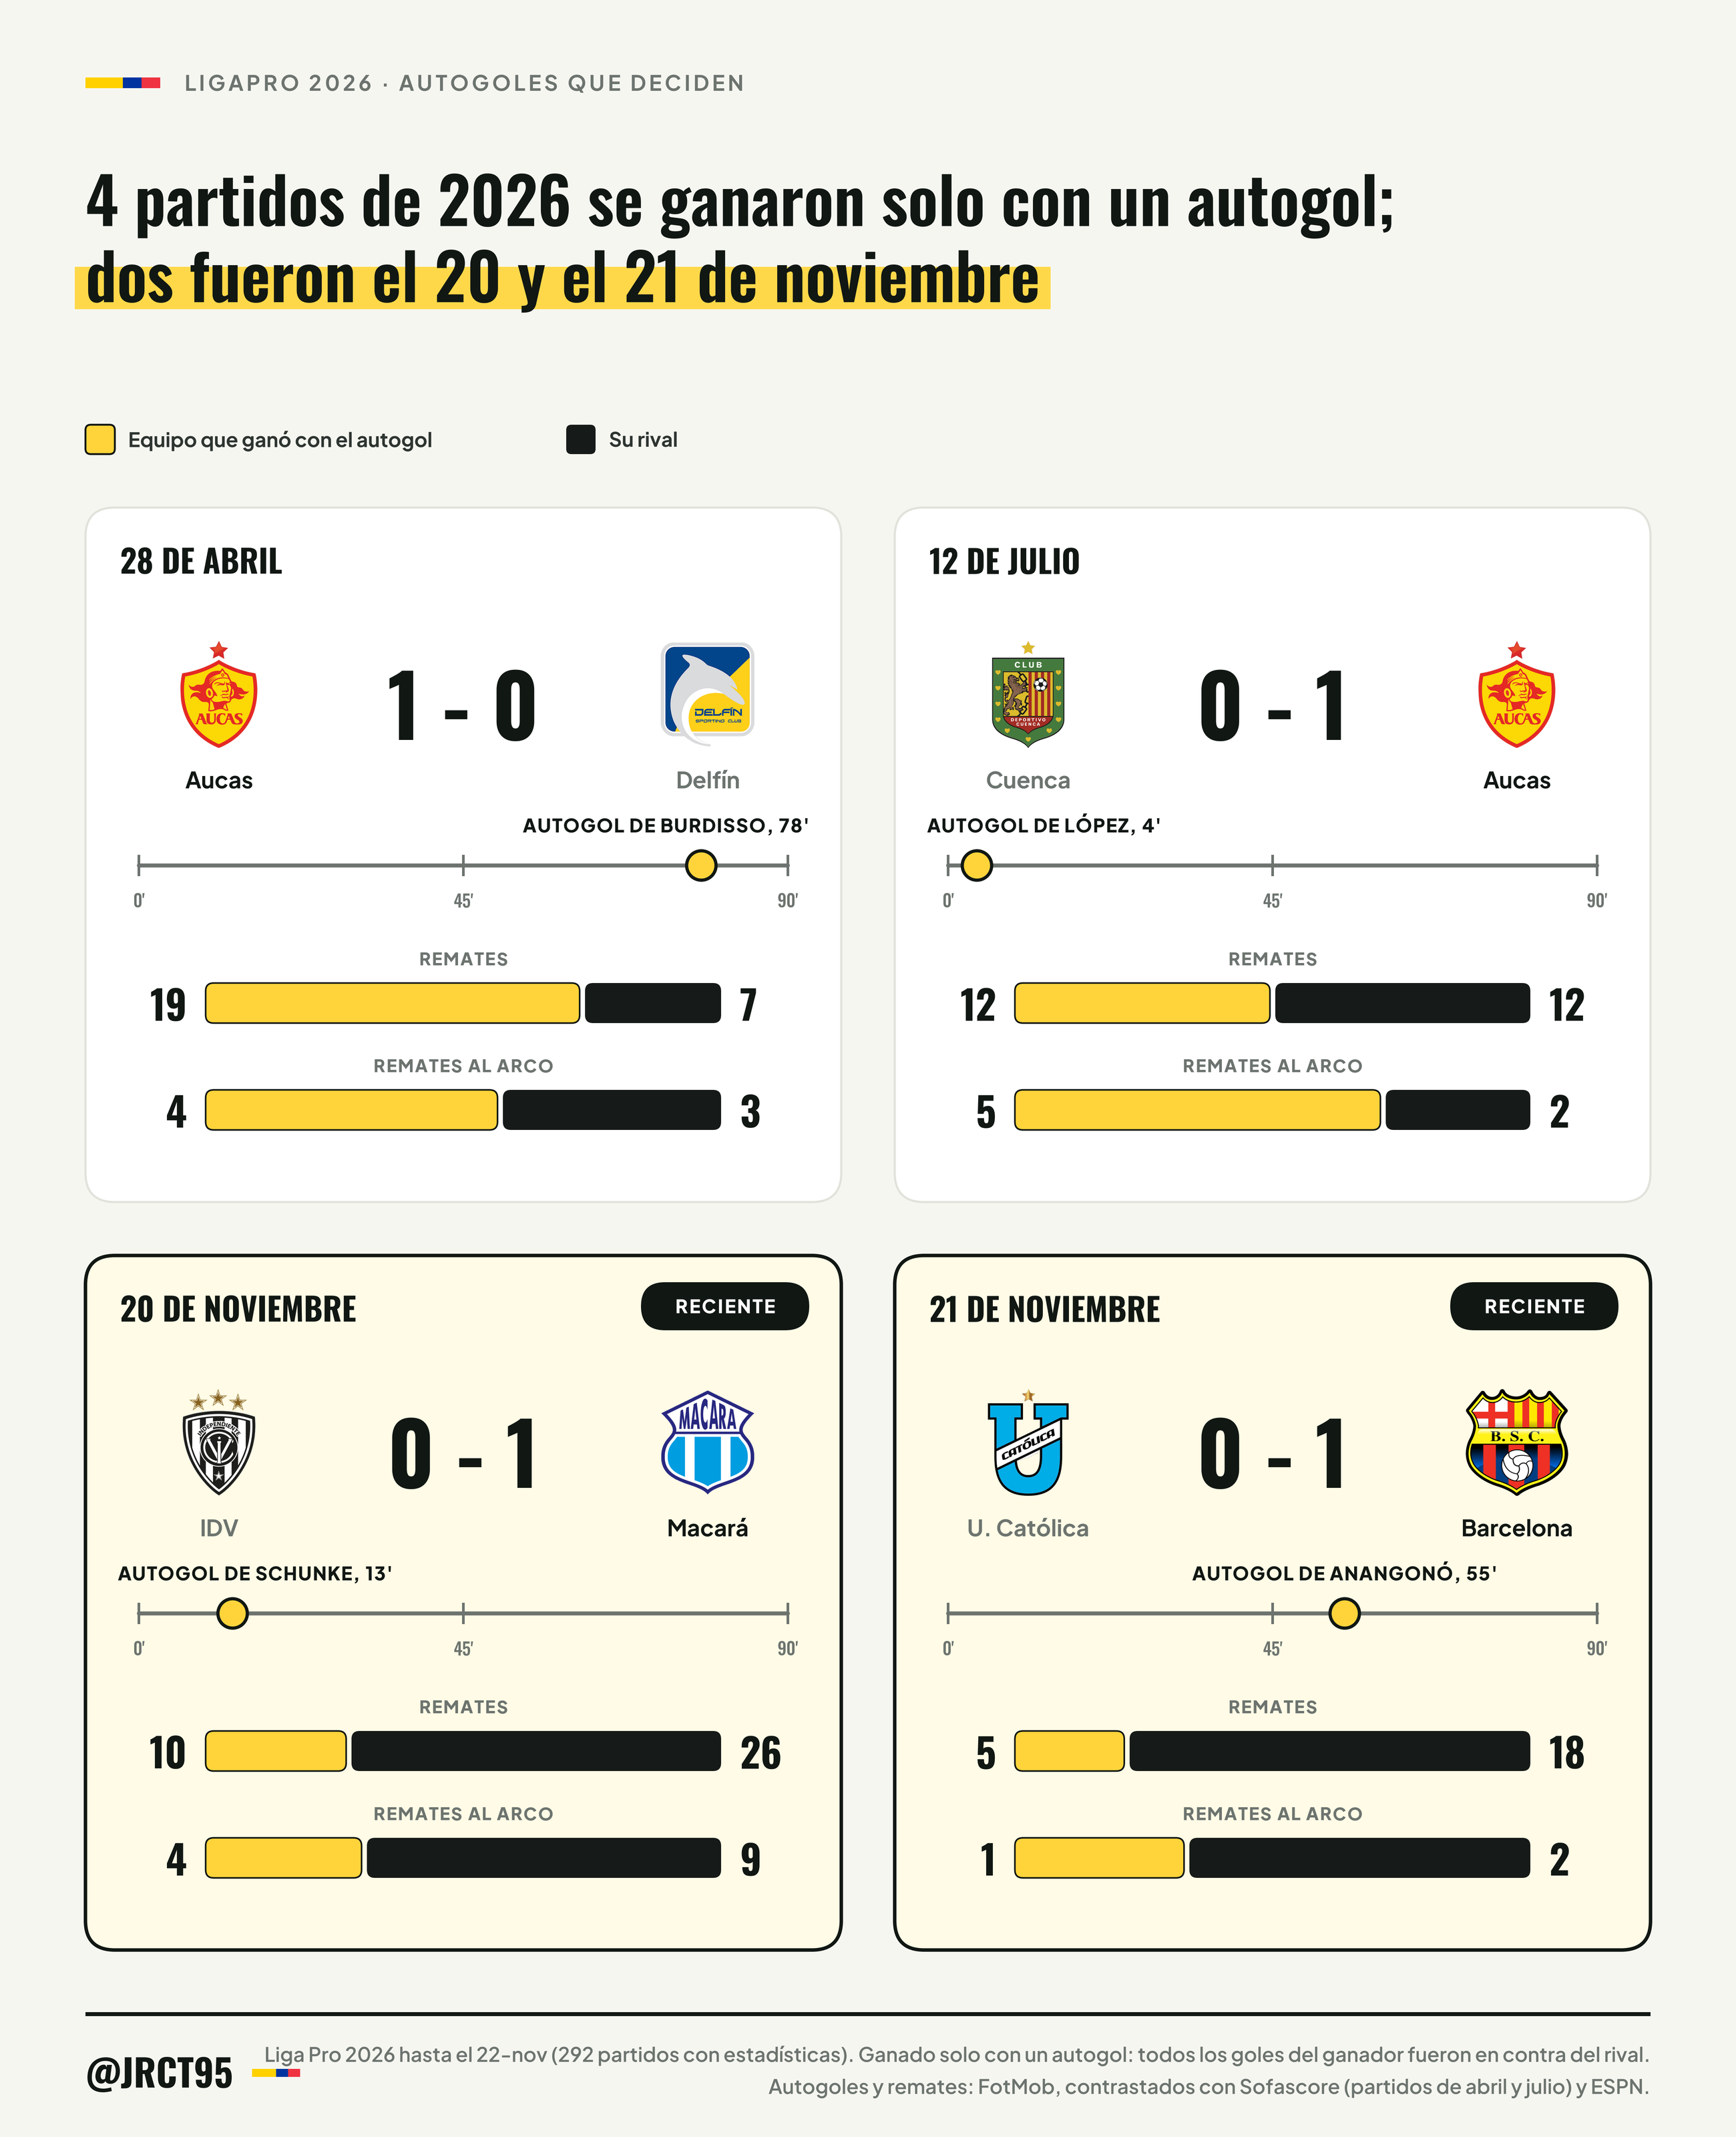 LIGAPRO 2026 · AUTOGOLES QUE DECIDEN
4 partidos de 2026 se ganaron solo con un autogol;
dos fueron el 20 y el 21 de noviembre
Equipo que ganó con el autogol
Su rival
28 DE ABRIL
AUCAS
1 - 0
DELFÍN
SPORTING CLUB
Aucas
Delfín
AUTOGOL DE BURDISSO, 78'
0'
45'
90'
REMATES
19
7
REMATES AL ARCO
4
3
12 DE JULIO
CLUB
DEPORTIVO
CUENCA
0 - 1
AUCAS
Cuenca
Aucas
AUTOGOL DE LÓPEZ, 4'
0'
45'
90'
REMATES
12
12
REMATES AL ARCO
5
2
20 DE NOVIEMBRE
RECIENTE
INDEPENDIENTE
0 - 1
MACARA
IDV
Macará
AUTOGOL DE SCHUNKE, 13'
0'
45'
90'
REMATES
10
26
REMATES AL ARCO
4
9
21 DE NOVIEMBRE
RECIENTE
CATÓLICA
0 - 1
B. S. C.
U. Católica
Barcelona
AUTOGOL DE ANANGONÓ, 55'
0'
45'
90'
REMATES
5
18
REMATES AL ARCO
1
2
@JRCT95
Liga Pro 2026 hasta el 22-nov (292 partidos con estadísticas). Ganado solo con un autogol: todos los goles del ganador fueron en contra del rival.
Autogoles y remates: FotMob, contrastados con Sofascore (partidos de abril y julio) y ESPN.